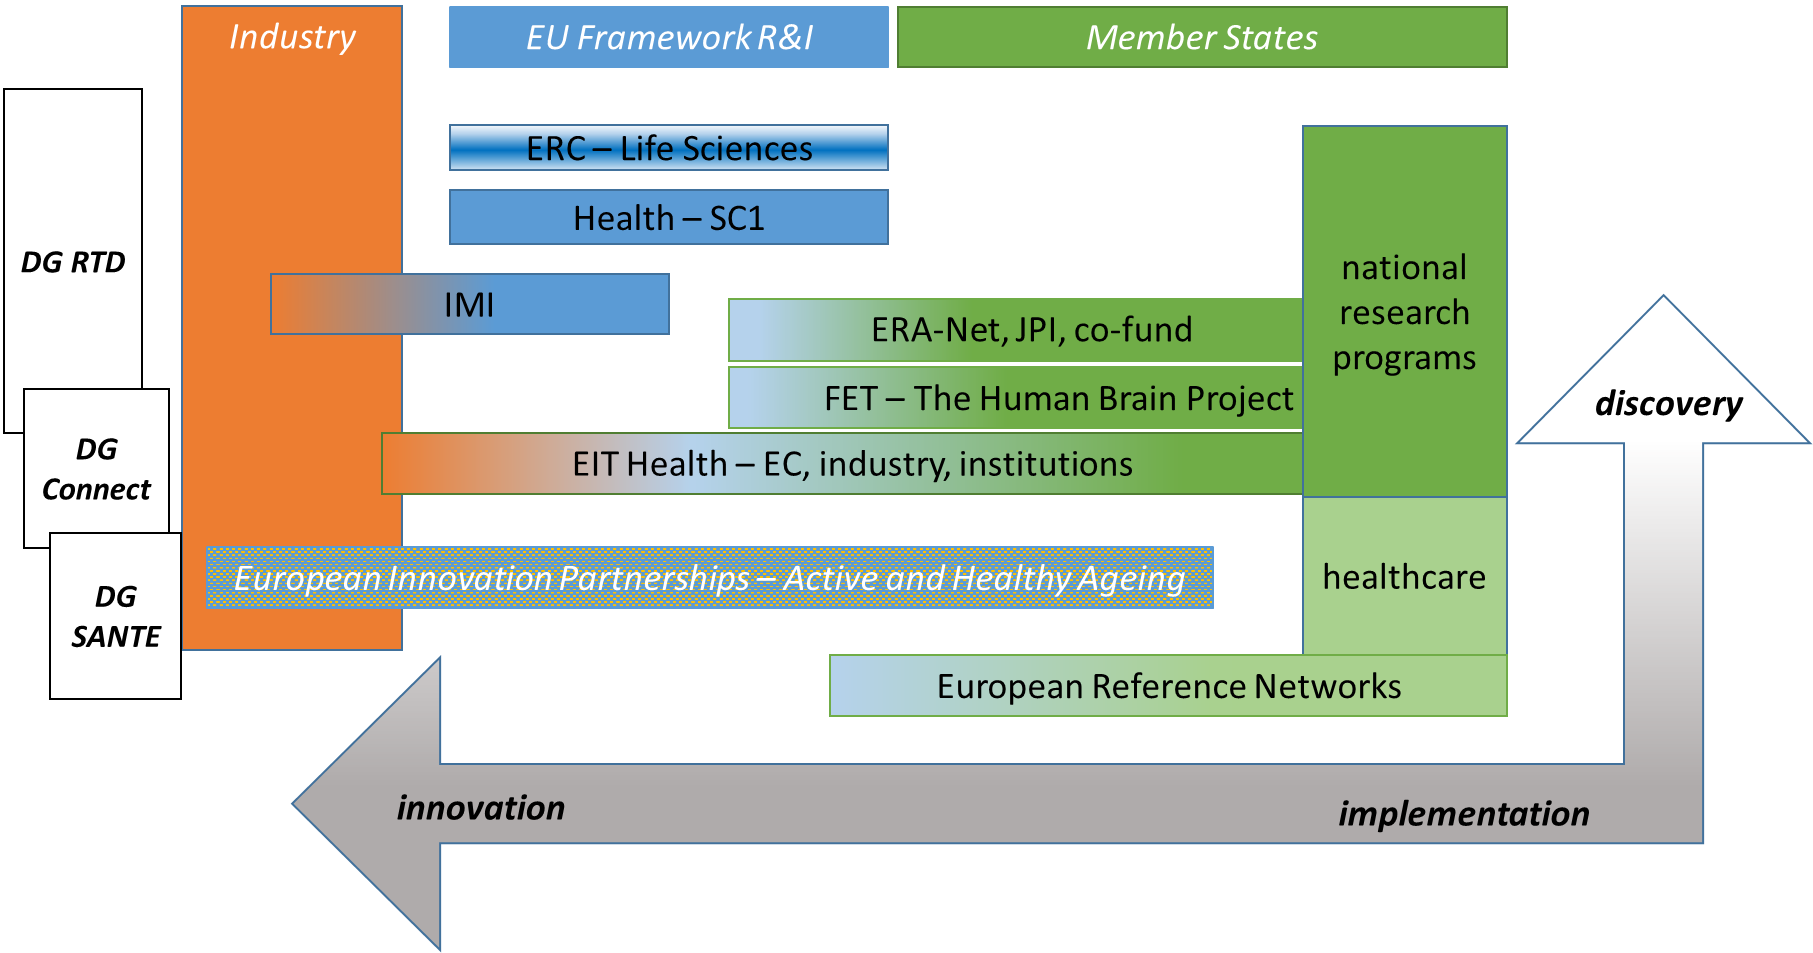 Industry
EU Framework R&I
Member States
ERC – Life Sciences
Health – SC1
DG RTD
IMI
national
research
programs
ERA-Net, JPI, co-fund
FET – The Human Brain Project
discovery
DG
Connect
EIT Health – EC, industry, institutions
European Innovation Partnerships – Active and Healthy Ageing
healthcare
DG
SANTE
European Reference Networks
innovation
implementation